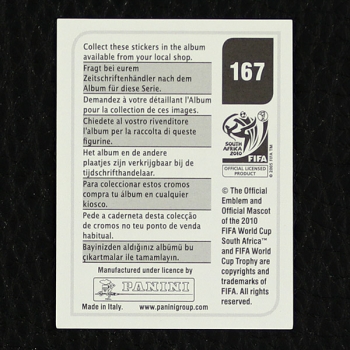 Collect these stickers in the album
available from your local shop.
Fragt bei eurem
Zeitschriftenhändler nach dem
Album für diese Serie.
Demandez à votre détaillant l'Album
pour la collection de ces images.
Chiedete al vostro rivenditore
l'album per la raccolta di queste
figurine.
Het album en de andere
plaatjes zijn verkrijgbaar bij de
tijdschrifthandelaar.
Para coleccionar estos cromos
compra tu álbum en cualquier
kiosco.
Pede a caderneta desta colecção
de cromos no teu ponto de venda
habitual.
Bayinizden aldığınız albümü bu
çıkartmalar ile tamamlayın.
Manufactured under licence by
PANINI
Made in Italy. www.paninigroup.com
167
SOUTH AFRICA
2010
FIFA
OFFICIAL LICENSED
PRODUCT
© The Official
Emblem and
Official Mascot
of the 2010
FIFA World Cup
South Africa™
and FIFA World
Cup Trophy are
copyrights and
trademarks of
FIFA. All rights
reserved.